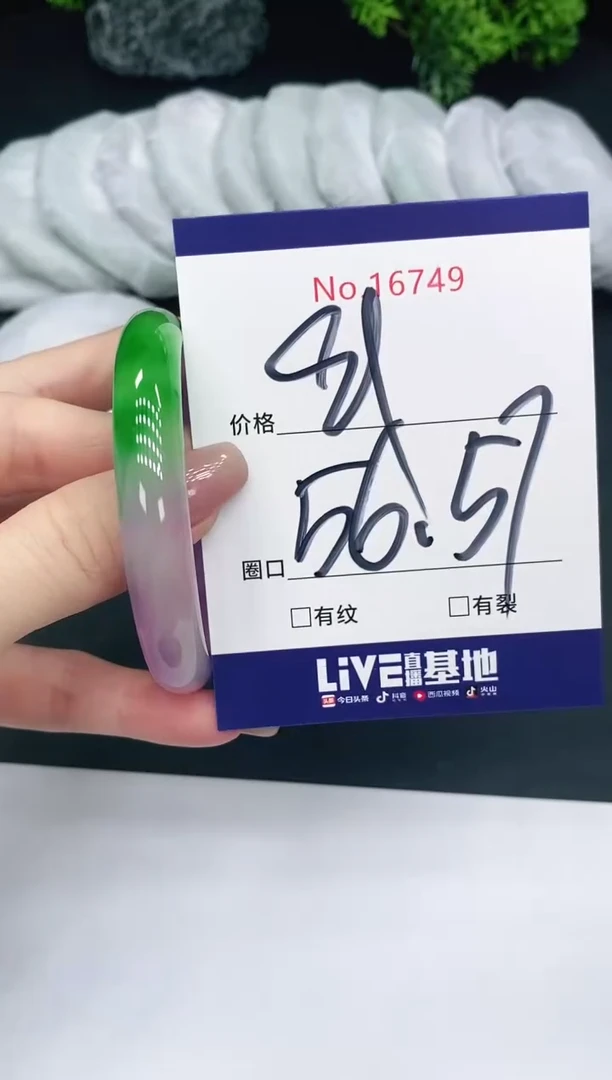 No.16749
价格
圈口 56.57
□有纹 □有裂
LiVE直播基地
今日头条 抖音 西瓜视频 火山